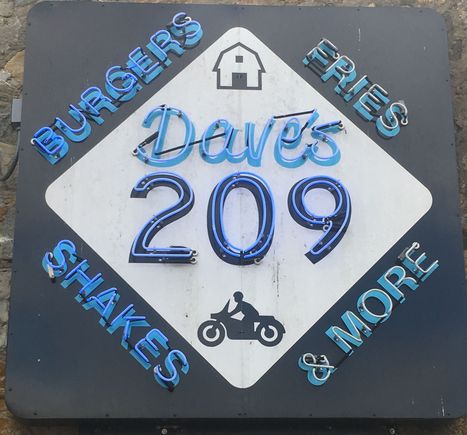 BURGERS
FRIES
Dave's
209
SHAKES
& MORE